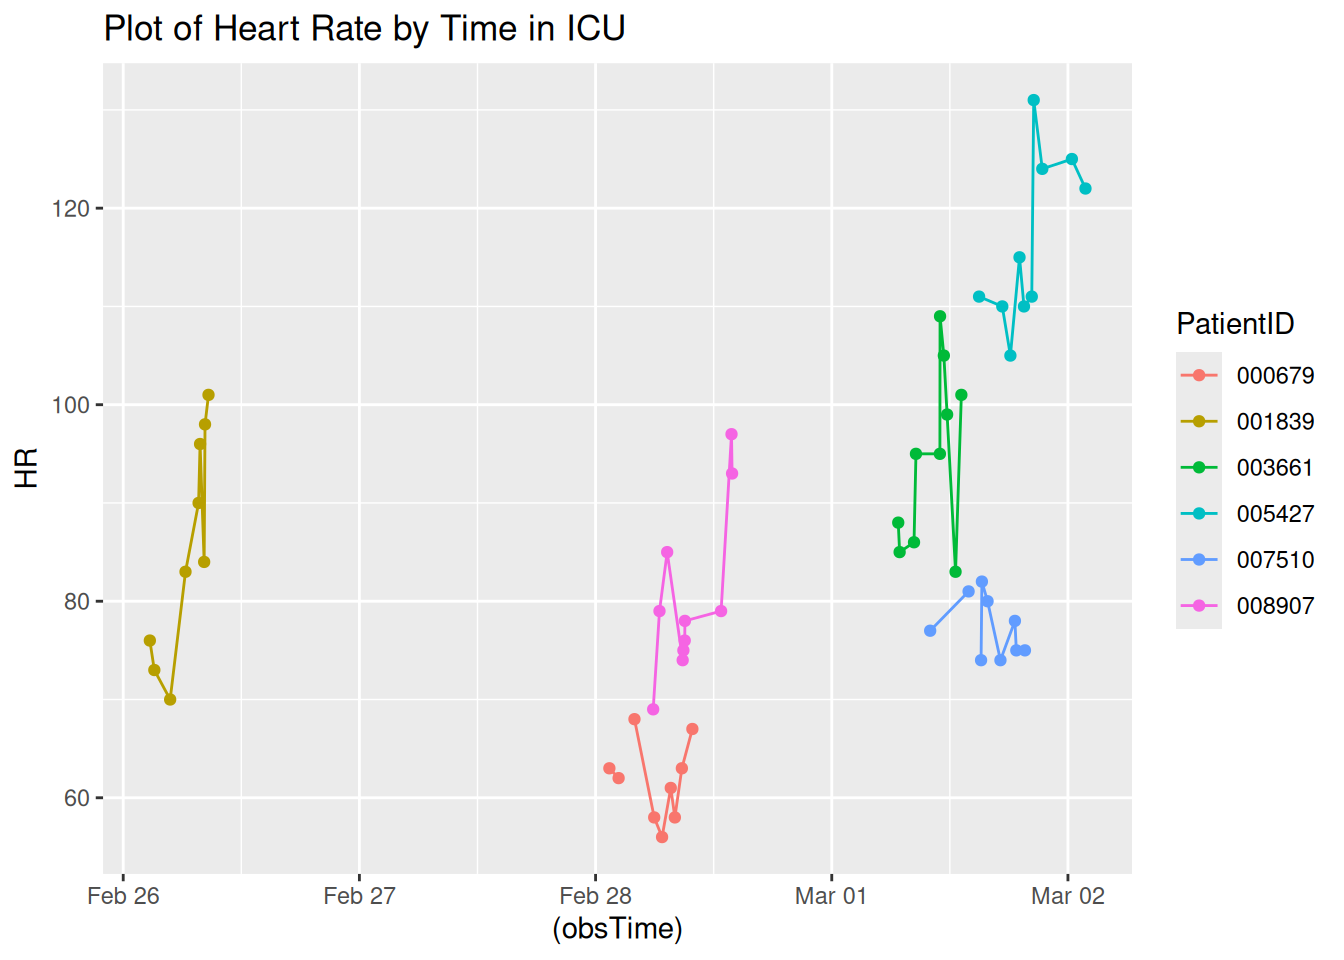 Plot of Heart Rate by Time in ICU
HR
120
100
80
60
Feb 26
Feb 27
Feb 28
Mar 01
Mar 02
(obsTime)
PatientID
000679
001839
003661
005427
007510
008907